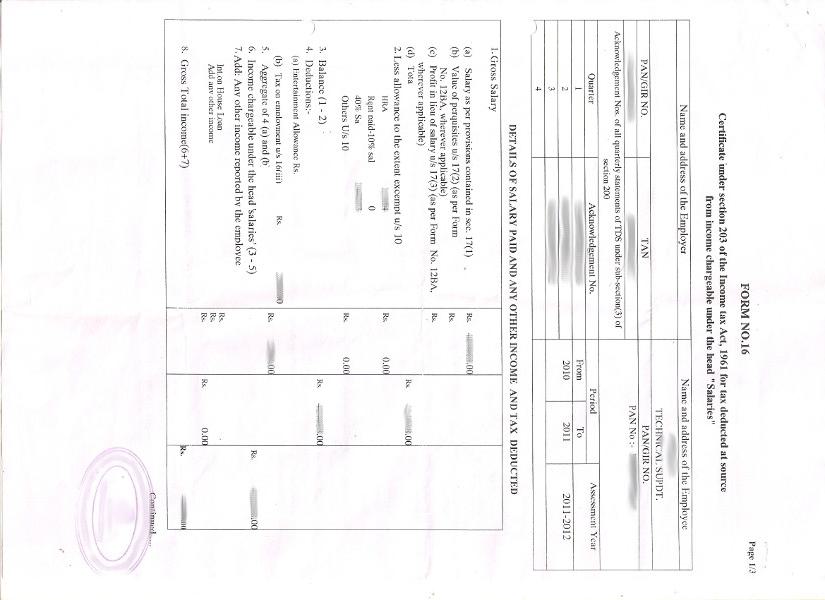 Page 1/3
FORM NO.16
Certificate under section 203 of the Income tax Act, 1961 for tax deducted at source
from income chargeable under the head "Salaries"
Name and address of the Employer Name and address of the Employee
TECHNICAL SUPDT.
PAN/GIR NO. TAN PAN/GIR NO.
PAN No :-
Acknowledgement Nos. of all quarterly statements of TDS under sub-section(3) of
section 200
Period Assessment Year
Quarter Acknowledgement No. From To
1 2010 2011 2011-2012
2
3
4
DETAILS OF SALARY PAID AND ANY OTHER INCOME AND TAX DEDUCTED
1. Gross Salary
(a) Salary as per provisions contained in sec. 17(1) Rs. .00
(b) Value of perquisites u/s 17(2) (as per Form Rs.
No. 12BA, wherever applicable)
(c) Profit in lieu of salary u/s 17(3) (as per Form No. 12BA, Rs.
wherever applicable)
(d) Tota Rs. .00
2. Less allowance to the extent excempt u/s 10
HRA Rs. 0.00
Rent paid-10% sal 0
40% Sa
Others U/s 10 Rs. 0.00
3. Balance (1 - 2) Rs. .00
4. Deductions:-
(a) Entertainment Allowance Rs.
(b) Tax on employment u/s 16(iii) Rs. 0
5. Aggregate of 4 (a) and (b Rs. .00
6. Income chargeable under the head Salaries' (3 - 5) Rs. .00
7. Add: Any other income reported by the employee
Rs.
Int.on House Loan Rs.
Add any other income Rs. Rs. 0.00
8. Gross Total income(6+7) Rs.
Continued....